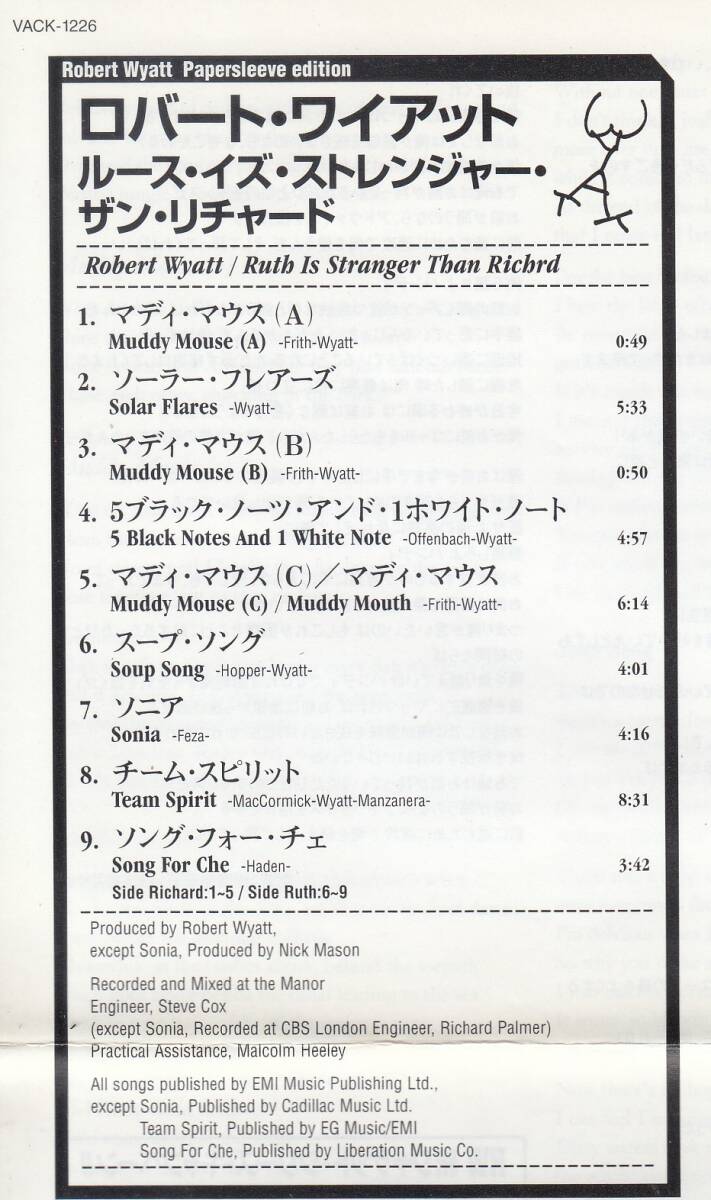 VACK-1226
Robert Wyatt Papersleeve edition
ロバート・ワイアット
ルース・イズ・ストレンジャー・
ザン・リチャード
Robert Wyatt / Ruth Is Stranger Than Richrd
1. マディ・マウス(A)
Muddy Mouse (A) -Frith-Wyatt- 0:49
2. ソーラー・フレアーズ
Solar Flares -Wyatt- 5:33
3. マディ・マウス(B)
Muddy Mouse (B) -Frith-Wyatt- 0:50
4. 5ブラック・ノーツ・アンド・1ホワイト・ノート
5 Black Notes And 1 White Note -Offenbach-Wyatt- 4:57
5. マディ・マウス(C)/マディ・マウス
Muddy Mouse (C) / Muddy Mouth -Frith-Wyatt- 6:14
6. スープ・ソング
Soup Song -Hopper-Wyatt- 4:01
7. ソニア
Sonia -Feza- 4:16
8. チーム・スピリット
Team Spirit -MacCormick-Wyatt-Manzanera- 8:31
9. ソング・フォー・チェ
Song For Che -Haden- 3:42
Side Richard:1~5 / Side Ruth:6~9
Produced by Robert Wyatt,
except Sonia, Produced by Nick Mason
Recorded and Mixed at the Manor
Engineer, Steve Cox
(except Sonia, Recorded at CBS London Engineer, Richard Palmer)
Practical Assistance, Malcolm Heeley
All songs published by EMI Music Publishing Ltd.,
except Sonia, Published by Cadillac Music Ltd.
Team Spirit, Published by EG Music/EMI
Song For Che, Published by Liberation Music Co.